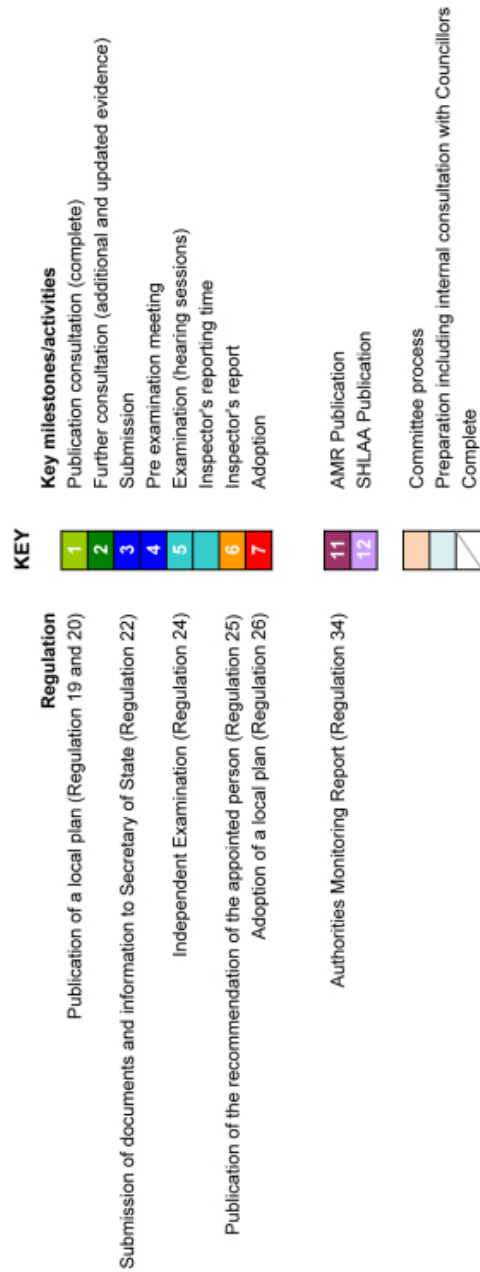 KEY
Regulation Key milestones/activities
Publication of a local plan (Regulation 19 and 20) 1 Publication consultation (complete)
2 Further consultation (additional and updated evidence)
Submission of documents and information to Secretary of State (Regulation 22) 3 Submission
4 Pre examination meeting
Independent Examination (Regulation 24) 5 Examination (hearing sessions)
Inspector's reporting time
Publication of the recommendation of the appointed person (Regulation 25) 6 Inspector's report
Adoption of a local plan (Regulation 26) 7 Adoption
Authorities Monitoring Report (Regulation 34) 11 AMR Publication
12 SHLAA Publication
Committee process
Preparation including internal consultation with Councillors
Complete